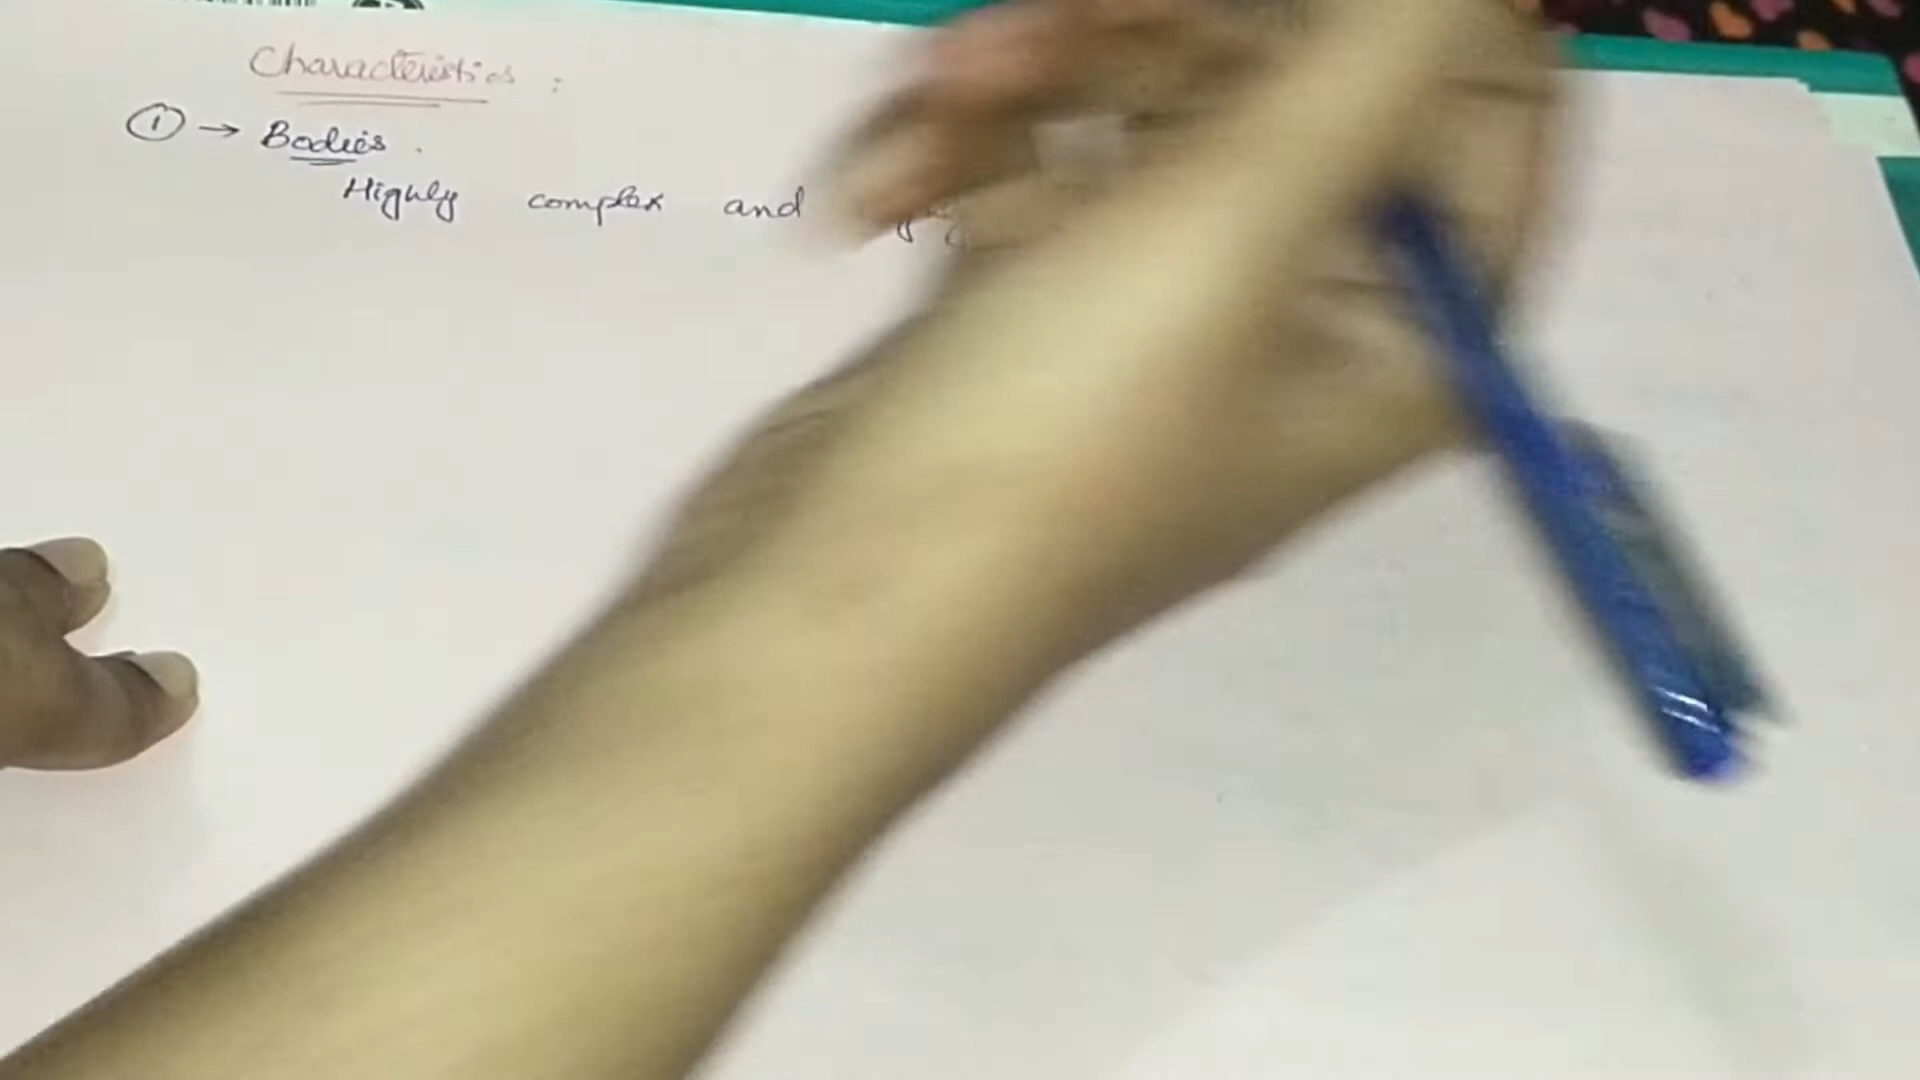 Characteristics :
① → Bodies .
Highly complex and